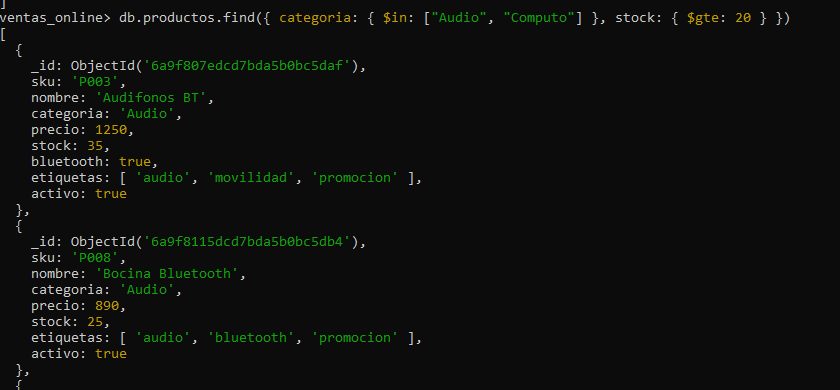 ]
ventas_online> db.productos.find({ categoria: { $in: ["Audio", "Computo"] }, stock: { $gte: 20 } })
[
  {
    _id: ObjectId('6a9f807edcd7bda5b0bc5daf'),
    sku: 'P003',
    nombre: 'Audifonos BT',
    categoria: 'Audio',
    precio: 1250,
    stock: 35,
    bluetooth: true,
    etiquetas: [ 'audio', 'movilidad', 'promocion' ],
    activo: true
  },
  {
    _id: ObjectId('6a9f8115dcd7bda5b0bc5db4'),
    sku: 'P008',
    nombre: 'Bocina Bluetooth',
    categoria: 'Audio',
    precio: 890,
    stock: 25,
    etiquetas: [ 'audio', 'bluetooth', 'promocion' ],
    activo: true
  },
  {